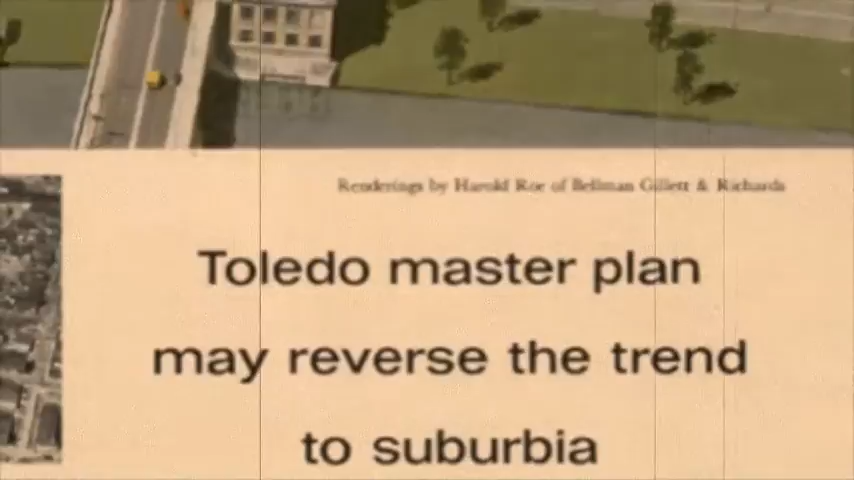 Renderings by Harold Roe of Bellman Gillett & Richards
Toledo master plan
may reverse the trend
to suburbia